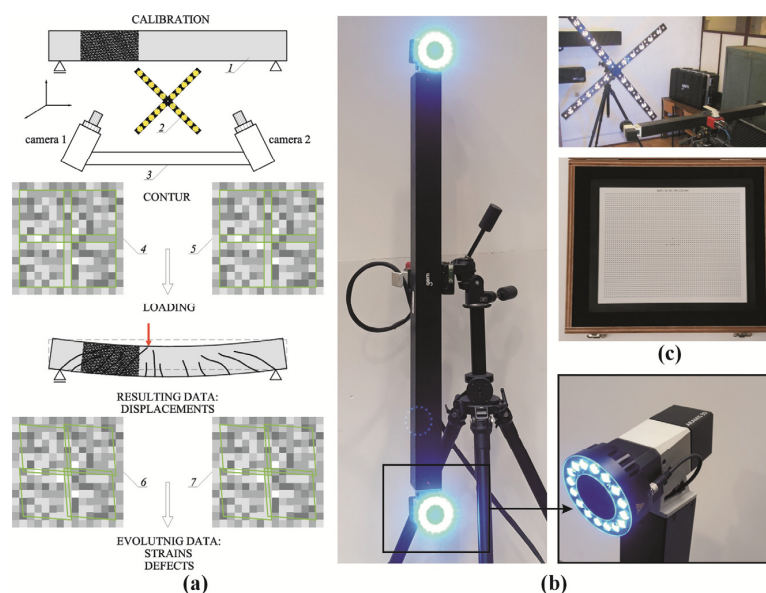 CALIBRATION
1
2
camera 1
camera 2
3
CONTUR
4
5
LOADING
RESULTING DATA:
DISPLACEMENTS
6
7
EVOLUTNIG DATA:
STRAINS
DEFECTS
(a)
gom
(b)
(c)